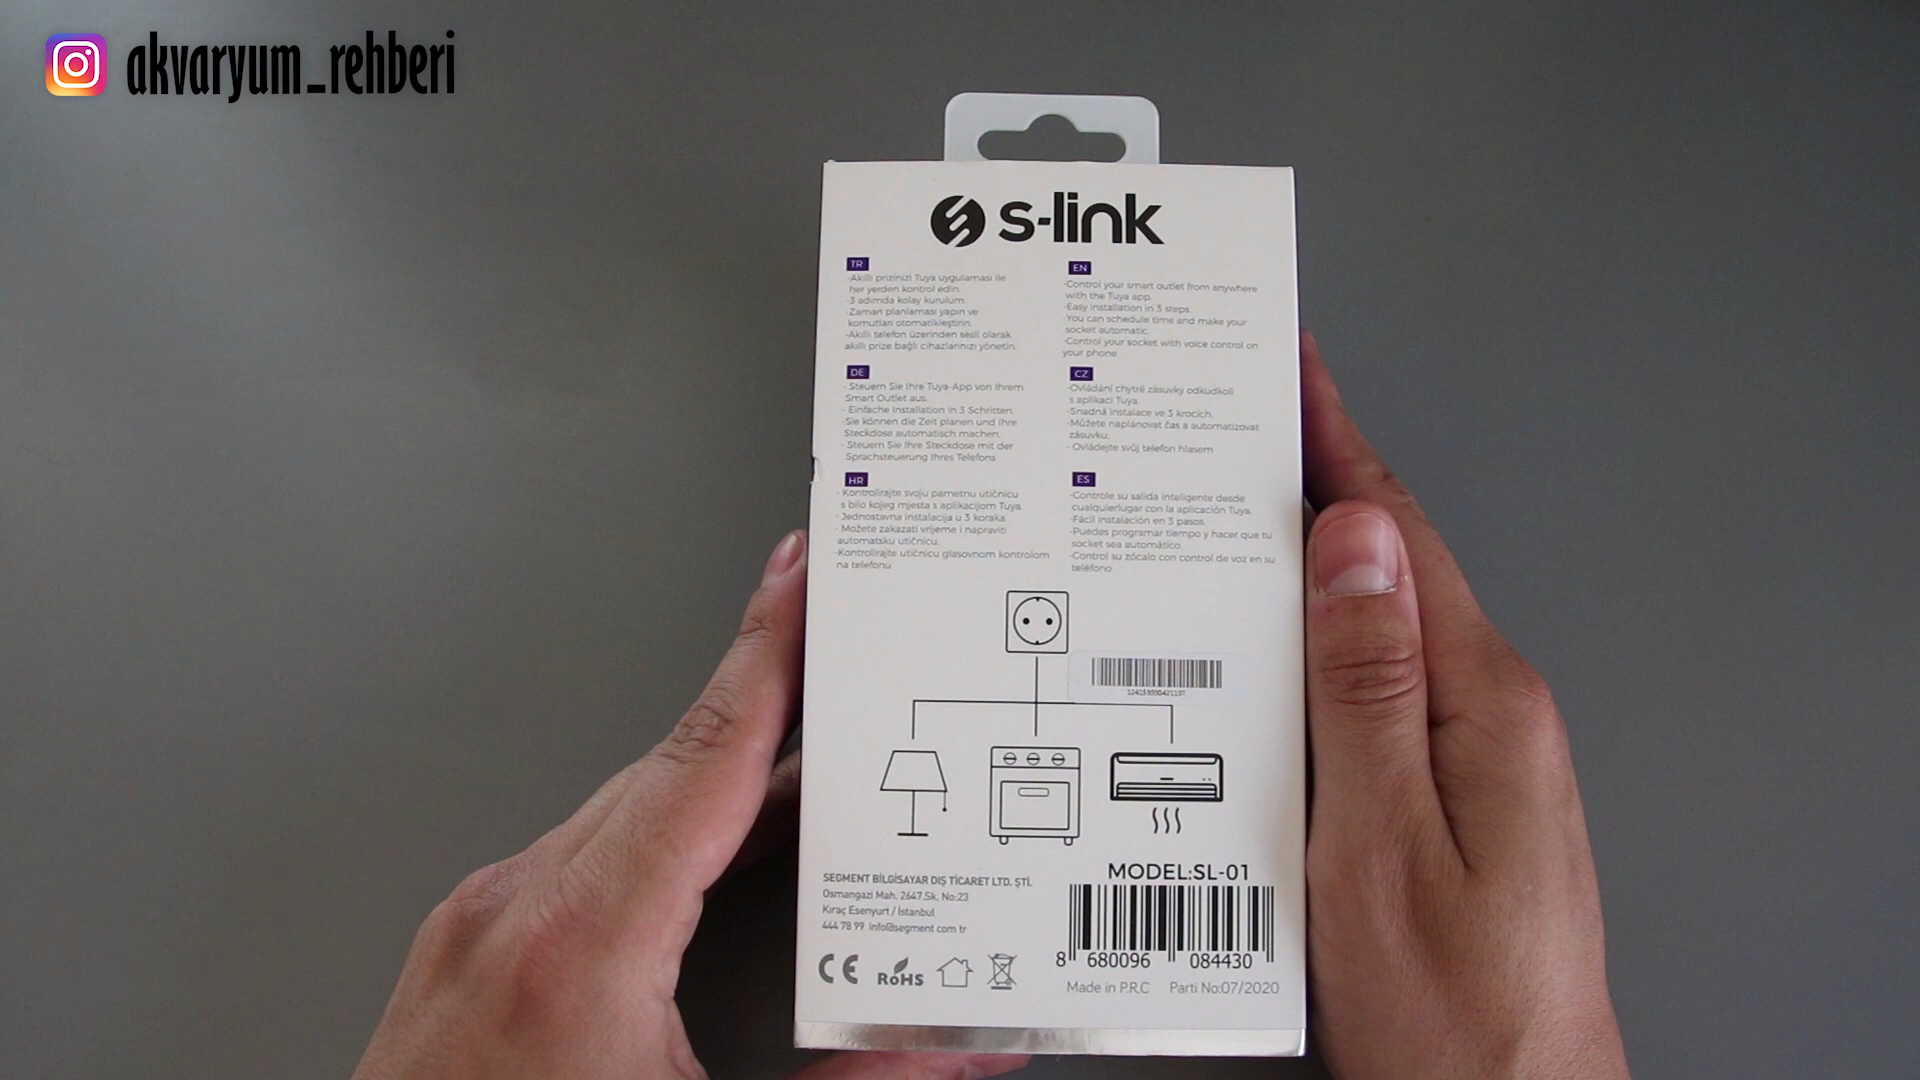 akvaryum_rehberi
s-link
TR
-Akıllı prizinizi Tuya uygulaması ile
her yerden kontrol edin.
-3 adımda kolay kurulum.
-Zaman planlaması yapın ve
komutları otomatikleştirin.
-Akıllı telefon üzerinden sesli olarak
akıllı prize bağlı cihazlarınızı yönetin.
EN
-Control your smart outlet from anywhere
with the Tuya app.
-Easy installation in 3 steps.
-You can schedule time and make your
socket automatic.
-Control your socket with voice control on
your phone
DE
- Steuern Sie Ihre Tuya-App von Ihrem
Smart Outlet aus.
- Einfache Installation in 3 Schritten.
-Sie können die Zeit planen und Ihre
Steckdose automatisch machen.
- Steuern Sie Ihre Steckdose mit der
Sprachsteuerung Ihres Telefons
CZ
-Ovládání chytré zásuvky odkudkoli
s aplikací Tuya.
-Snadná instalace ve 3 krocích.
-Můžete naplánovat čas a automatizovat
zásuvku.
- Ovládejte svůj telefon hlasem
HR
- Kontrolirajte svoju pametnu utičnicu
s bilo kojeg mjesta s aplikacijom Tuya.
- Jednostavna instalacija u 3 koraka.
- Možete zakazati vrijeme i napraviti
automatsku utičnicu.
-Kontrolirajte utičnicu glasovnom kontrolom
na telefonu
ES
-Controle su salida inteligente desde
cualquierlugar con la aplicación Tuya.
-Fácil instalación en 3 pasos.
-Puedes programar tiempo y hacer que tu
socket sea automático.
-Control su zócalo con control de voz en su
teléfono
SEGMENT BİLGİSAYAR DIŞ TİCARET LTD. ŞTİ.
Osmangazi Mah. 2647.Sk. No:23
Kıraç Esenyurt / İstanbul
444 78 99 info@segment.com.tr
CE RoHS
MODEL:SL-01
8 680096 084430
Made in P.R.C Parti No:07/2020